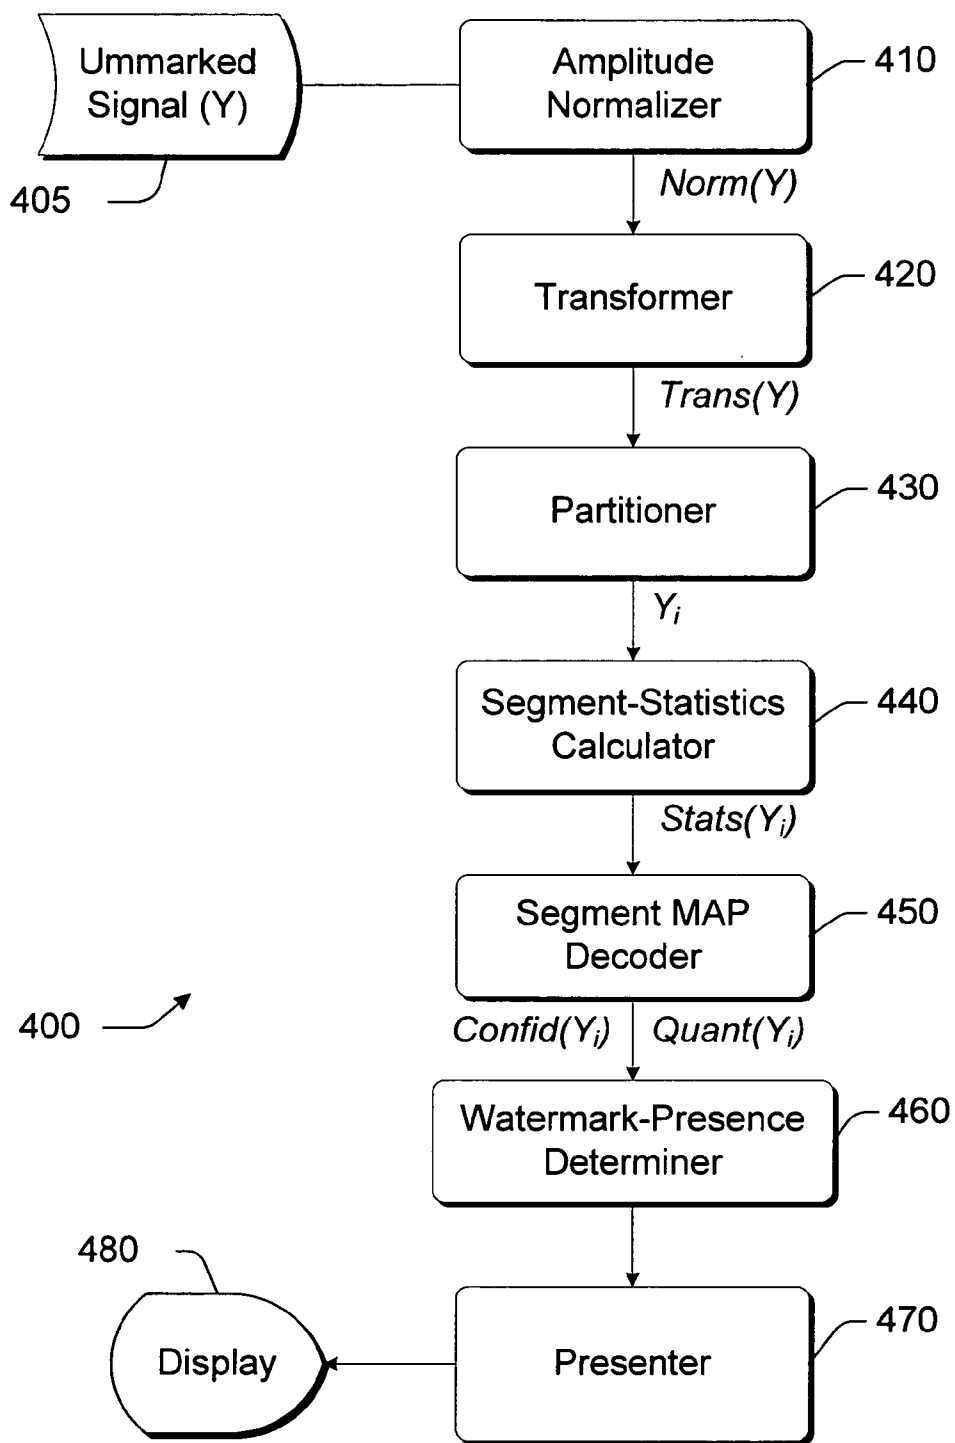 Ummarked
Signal (Y)
405
Amplitude
Normalizer
410
Norm(Y)
Transformer
420
Trans(Y)
Partitioner
430
Yi
Segment-Statistics
Calculator
440
Stats(Yi)
Segment MAP
Decoder
450
400
Confid(Yi) Quant(Yi)
Watermark-Presence
Determiner
460
480
Display
Presenter
470